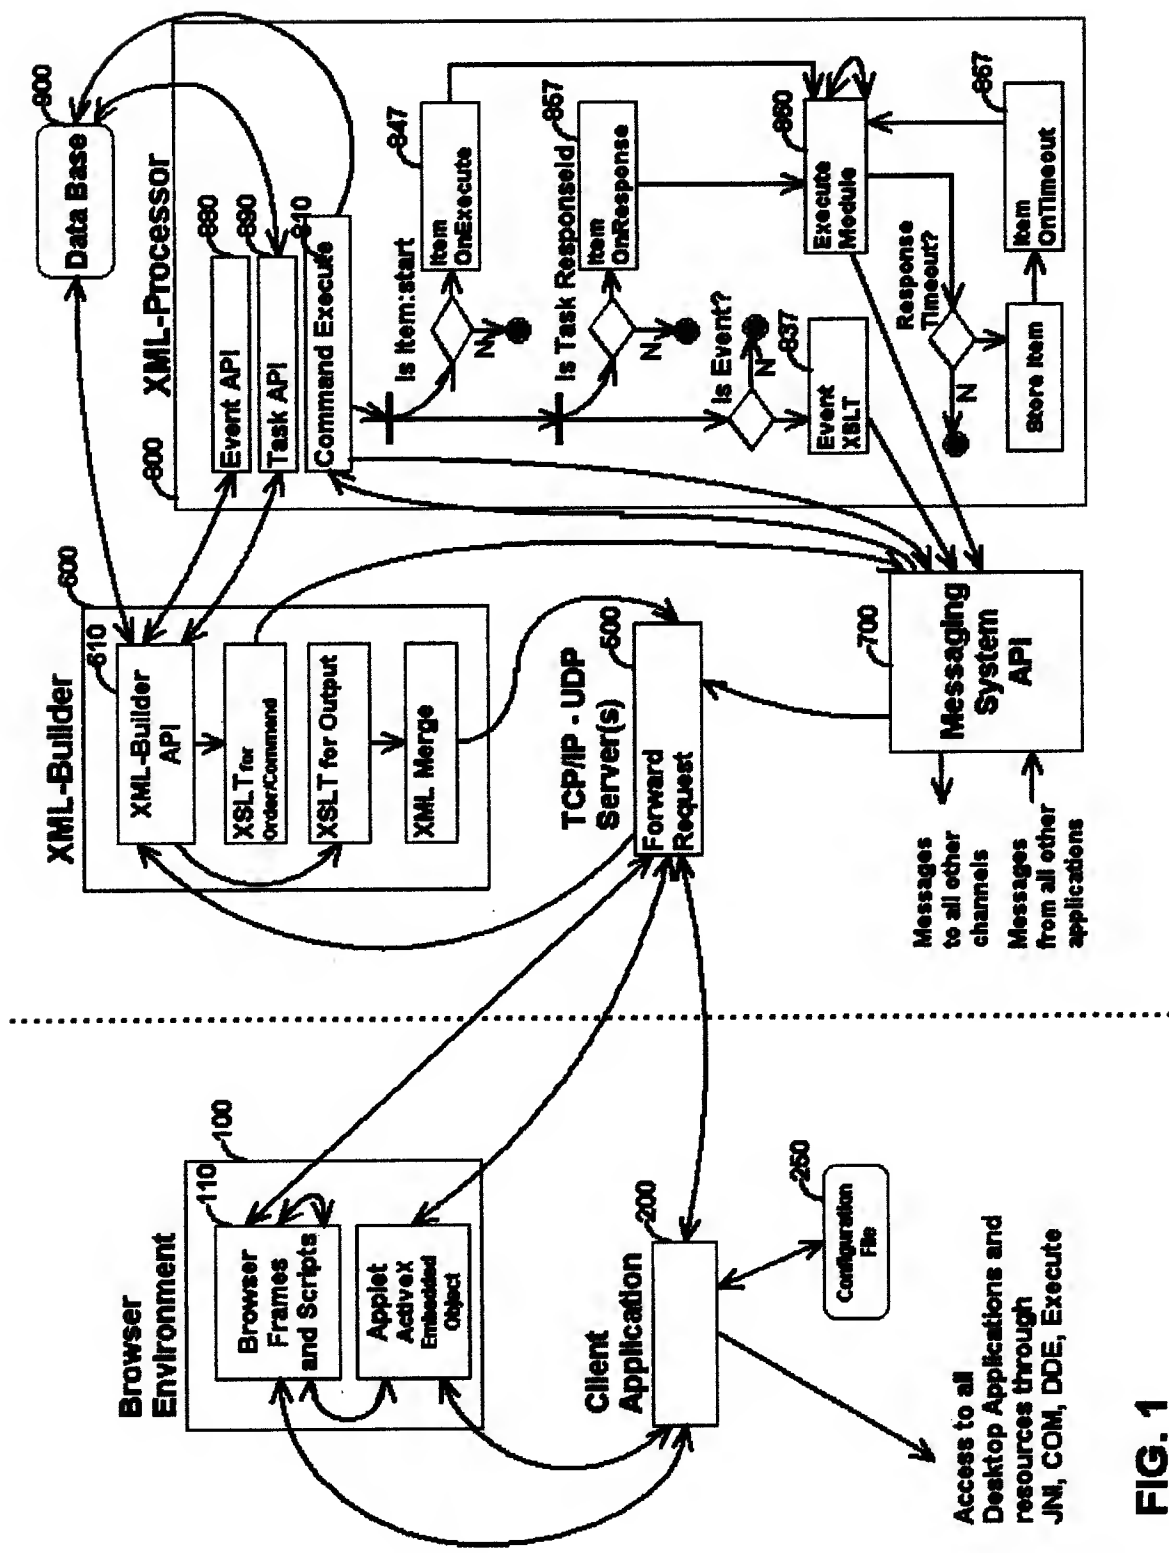 Browser
Environment
100
110
Browser
Frames
and Scripts
Applet
ActiveX
Embedded
Object
Client
Application
200
250
Configuration
File
Access to all
Desktop Applications and
resources through
JNI, COM, DDE, Execute
XML-Builder
600
610
XML-Builder
API
XSLT for
Order/Command
XSLT for Output
XML Merge
TCP/IP - UDP
Server(s)
500
Forward
Request
700
Messaging
System
API
Messages
to all other
channels
Messages
from all other
applications
900
Data Base
XML-Processor
800
880
Event API
890
Task API
810
Command Execute
Is Item:start
847
Item
OnExecute
N
Is Task ResponseId
857
Item
OnResponse
N
Is Event?
N
837
Event
XSLT
860
Execute
Module
Response
Timeout?
N
Store Item
867
Item
OnTimeout
FIG. 1